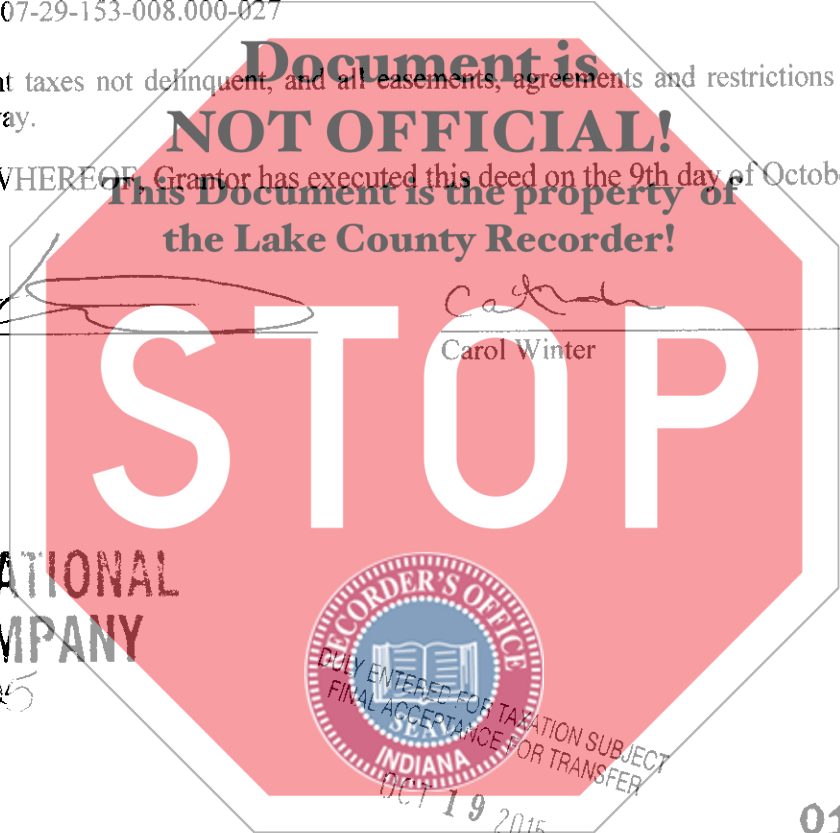 07-29-153-008.000-027
Document is
t taxes not delinquent, and all easements, agreements and restrictions
ay.
NOT OFFICIAL!
WHEREOF, Grantor has executed this deed on the 9th day of Octob
This Document is the property of
the Lake County Recorder!
Carol Winter
STOP
ATIONAL
MPANY
RECORDER'S OFFICE
SEAL
INDIANA
DULY ENTERED FOR TAXATION SUBJECT
FINAL ACCEPTANCE FOR TRANSFER
OCT 19 2015
01